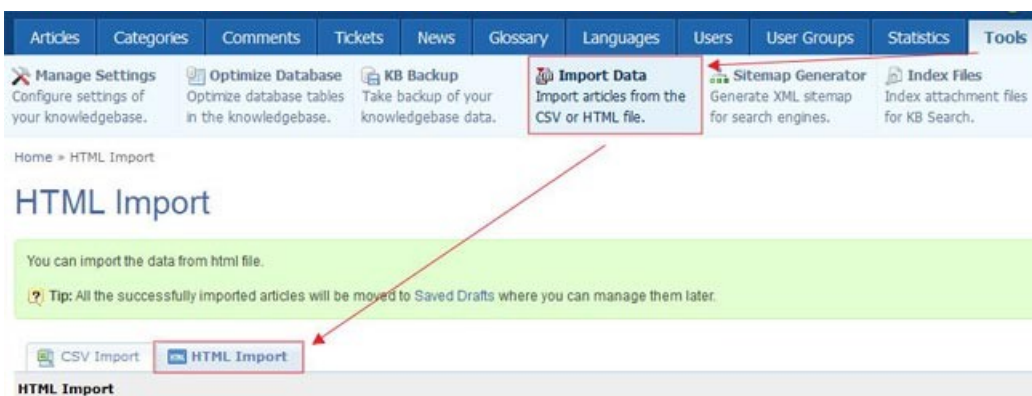 Articles Categories Comments Tickets News Glossary Languages Users User Groups Statistics Tools
Manage Settings
Configure settings of
your knowledgebase.
Optimize Database
Optimize database tables
in the knowledgebase.
KB Backup
Take backup of your
knowledgebase data.
Import Data
Import articles from the
CSV or HTML file.
Sitemap Generator
Generate XML sitemap
for search engines.
Index Files
Index attachment files
for KB Search.
Home » HTML Import
HTML Import
You can import the data from html file.
Tip: All the successfully imported articles will be moved to Saved Drafts where you can manage them later.
CSV Import HTML Import
HTML Import